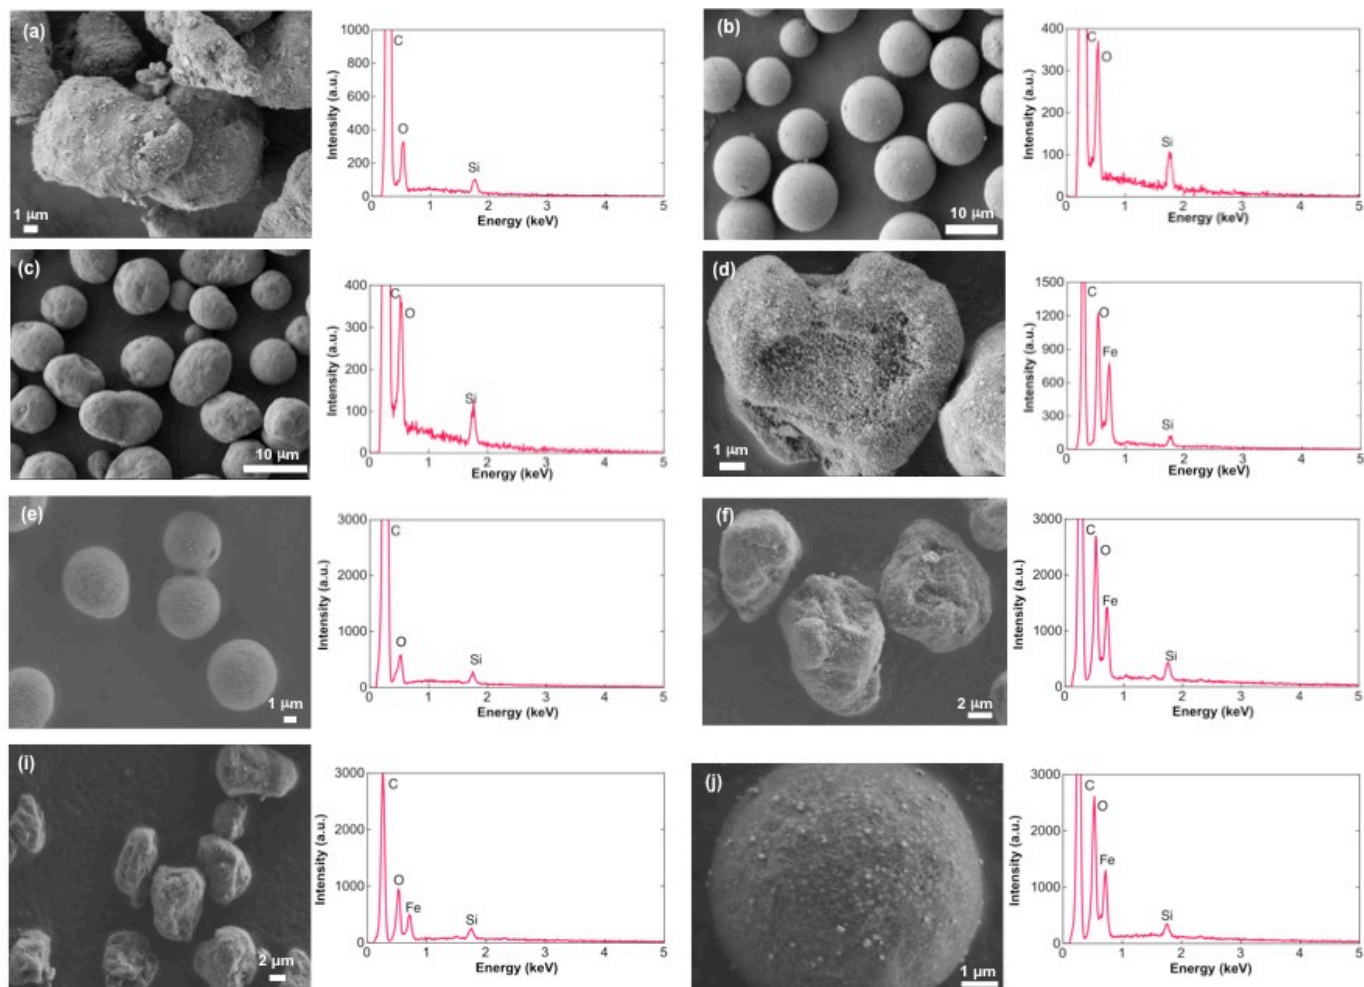 (a)
1 μm
1000
800
600
400
200
0
Intensity (a.u.)
C
O
Si
0 1 2 3 4 5
Energy (keV)
(b)
10 μm
400
300
200
100
0
Intensity (a.u.)
C
O
Si
0 1 2 3 4 5
Energy (keV)
(c)
10 μm
400
300
200
100
0
Intensity (a.u.)
C
O
Si
0 1 2 3 4 5
Energy (keV)
(d)
1 μm
1500
1200
900
600
300
0
Intensity (a.u.)
C
O
Fe
Si
0 1 2 3 4 5
Energy (keV)
(e)
1 μm
3000
2000
1000
0
Intensity (a.u.)
C
O
Si
0 1 2 3 4 5
Energy (keV)
(f)
2 μm
3000
2000
1000
0
Intensity (a.u.)
C
O
Fe
Si
0 1 2 3 4 5
Energy (keV)
(i)
2 μm
3000
2000
1000
0
Intensity (a.u.)
C
O
Fe
Si
0 1 2 3 4 5
Energy (keV)
(j)
1 μm
3000
2000
1000
0
Intensity (a.u.)
C
O
Fe
Si
0 1 2 3 4 5
Energy (keV)